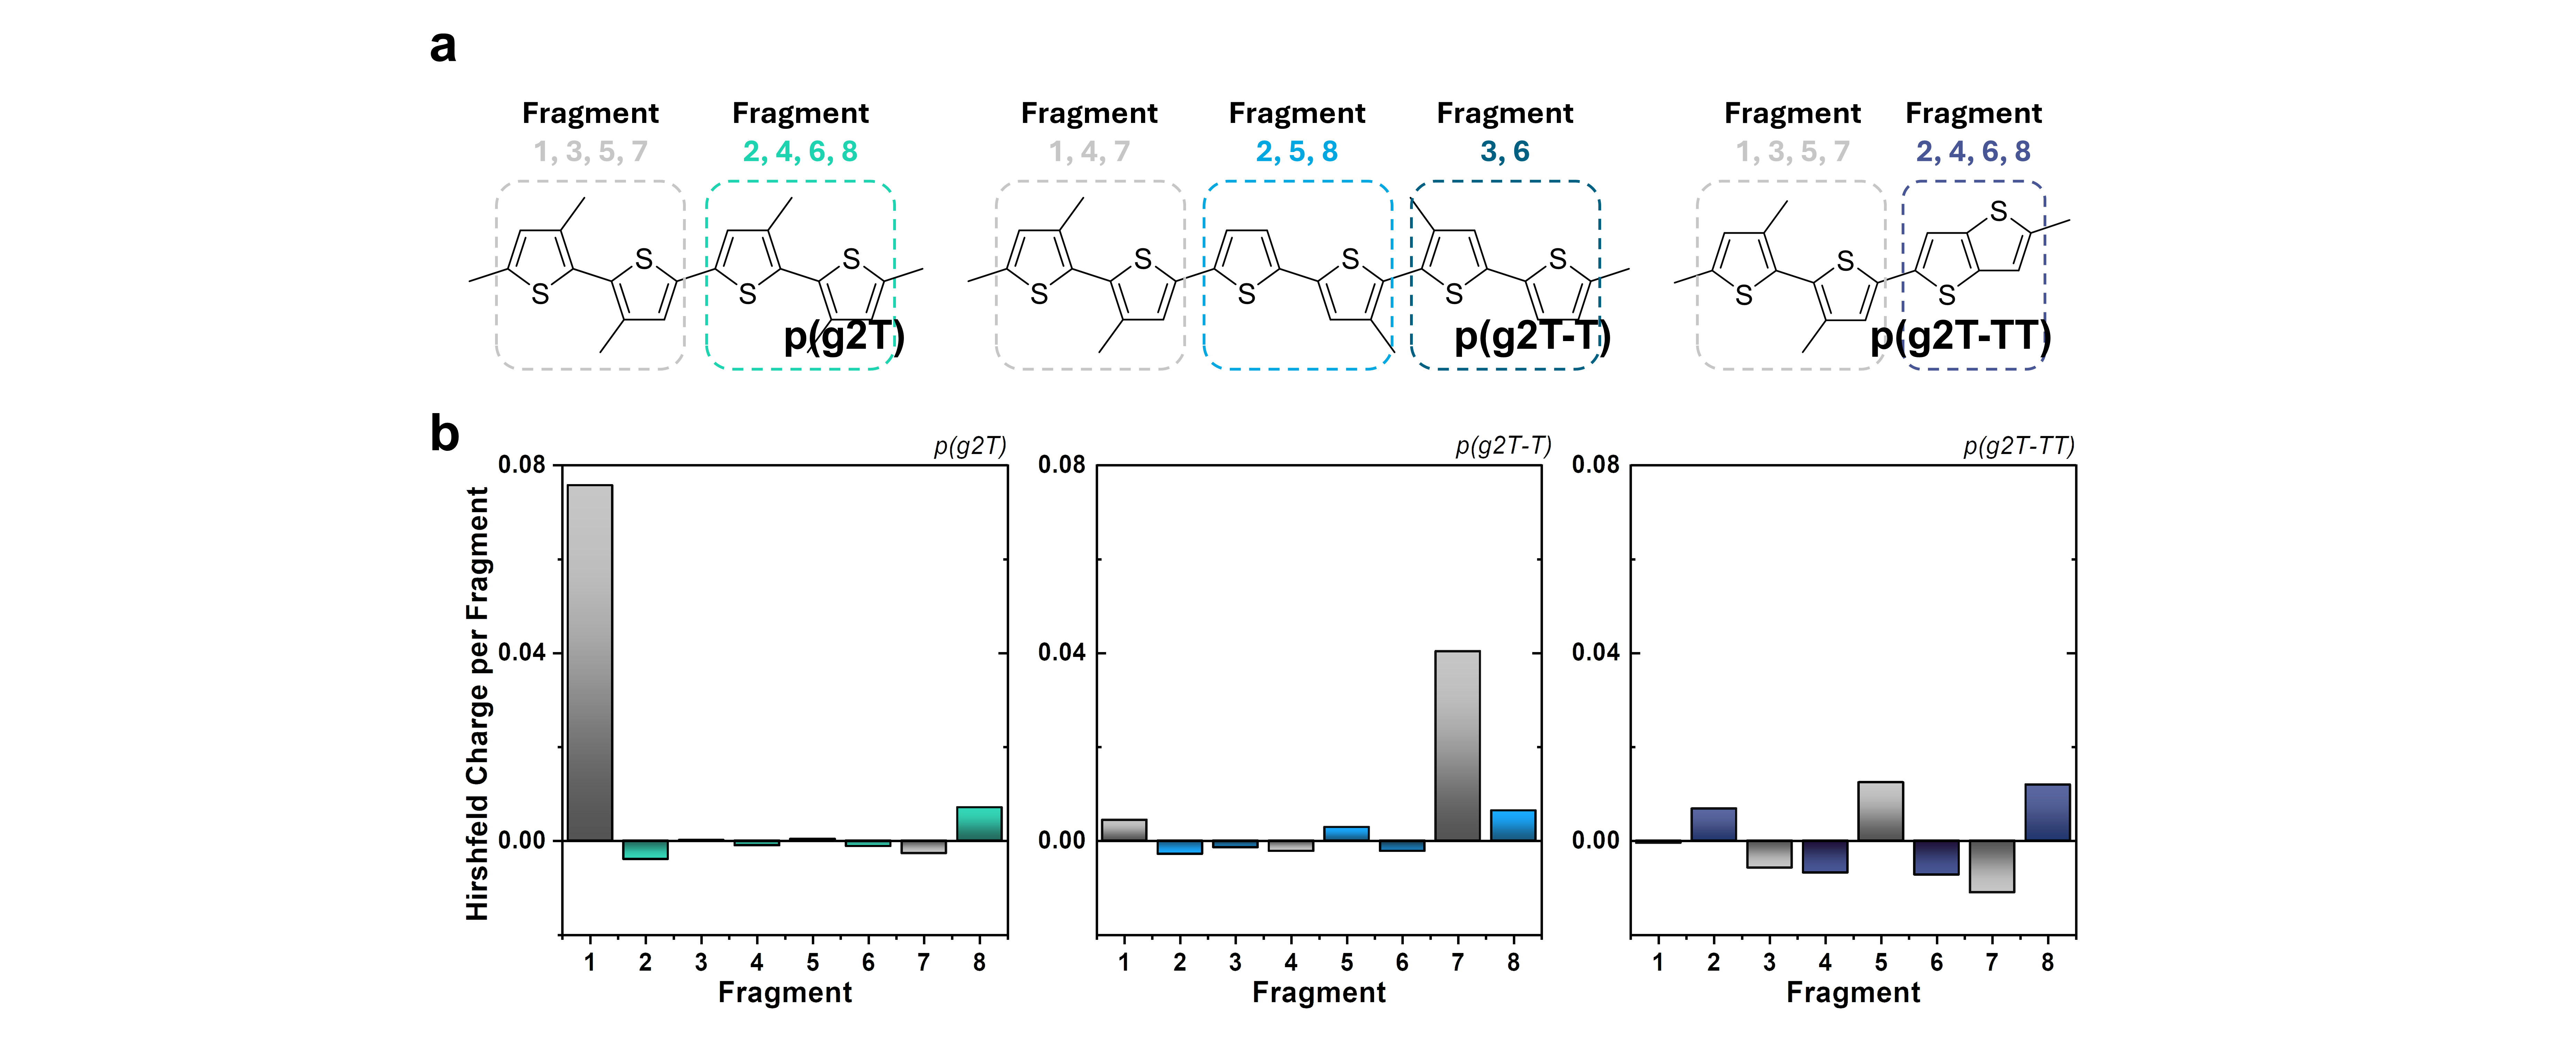 a
Fragment Fragment Fragment Fragment Fragment Fragment Fragment
1, 3, 5, 7 2, 4, 6, 8 1, 4, 7 2, 5, 8 3, 6 1, 3, 5, 7 2, 4, 6, 8
S S S S S S S S S S S S S S
p(g2T) p(g2T-T) p(g2T-TT)
b
p(g2T) p(g2T-T) p(g2T-TT)
Hirshfeld Charge per Fragment
0.08 0.08 0.08
0.04 0.04 0.04
0.00 0.00 0.00
1 2 3 4 5 6 7 8 1 2 3 4 5 6 7 8 1 2 3 4 5 6 7 8
Fragment Fragment Fragment